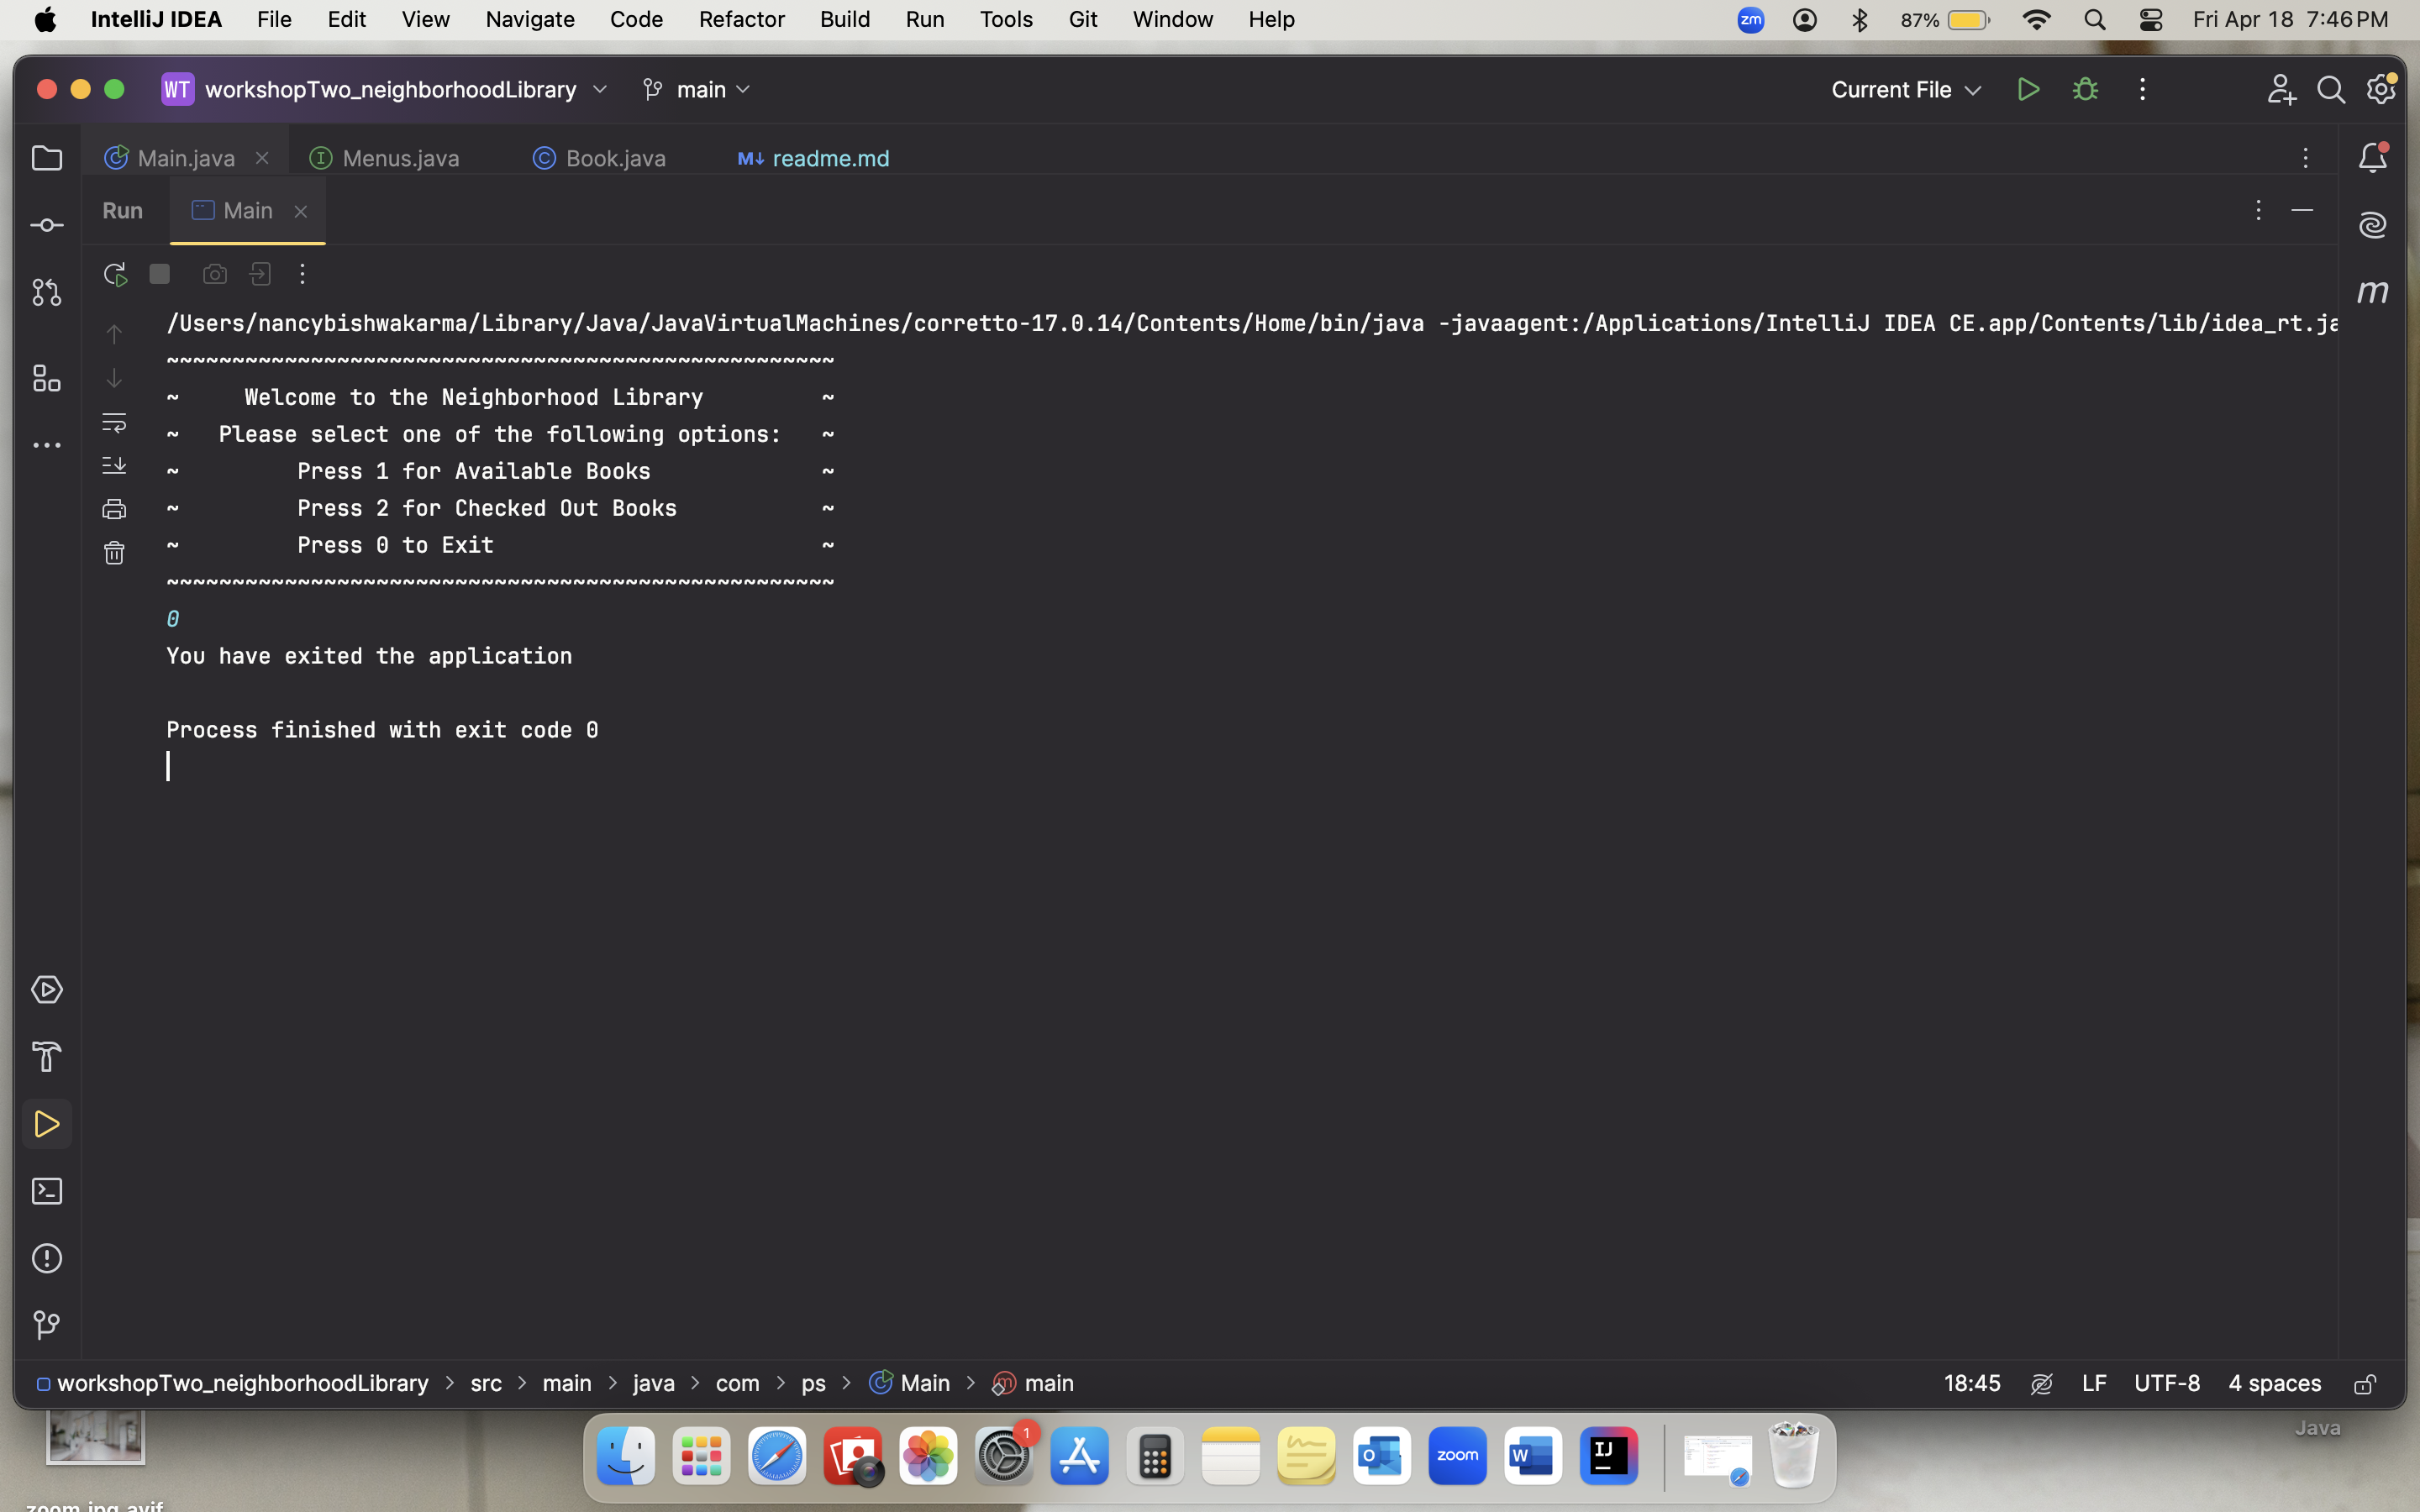 IntelliJ IDEA File Edit View Navigate Code Refactor Build Run Tools Git Window Help zm 87% Fri Apr 18 7:46 PM
WT workshopTwo_neighborhoodLibrary main Current File
Main.java Menus.java Book.java M↓ readme.md
Run Main
/Users/nancybishwakarma/Library/Java/JavaVirtualMachines/corretto-17.0.14/Contents/Home/bin/java -javaagent:/Applications/IntelliJ IDEA CE.app/Contents/lib/idea_rt.ja
~~~~~~~~~~~~~~~~~~~~~~~~~~~~~~~~~~~~~~~~~~~~~~~~~~~
~     Welcome to the Neighborhood Library         ~
~   Please select one of the following options:   ~
~         Press 1 for Available Books             ~
~         Press 2 for Checked Out Books           ~
~         Press 0 to Exit                         ~
~~~~~~~~~~~~~~~~~~~~~~~~~~~~~~~~~~~~~~~~~~~~~~~~~~~
0
You have exited the application
Process finished with exit code 0
workshopTwo_neighborhoodLibrary > src > main > java > com > ps > Main > main 18:45 LF UTF-8 4 spaces
Java
1
zoom
IJ
zoom.jpg.avif